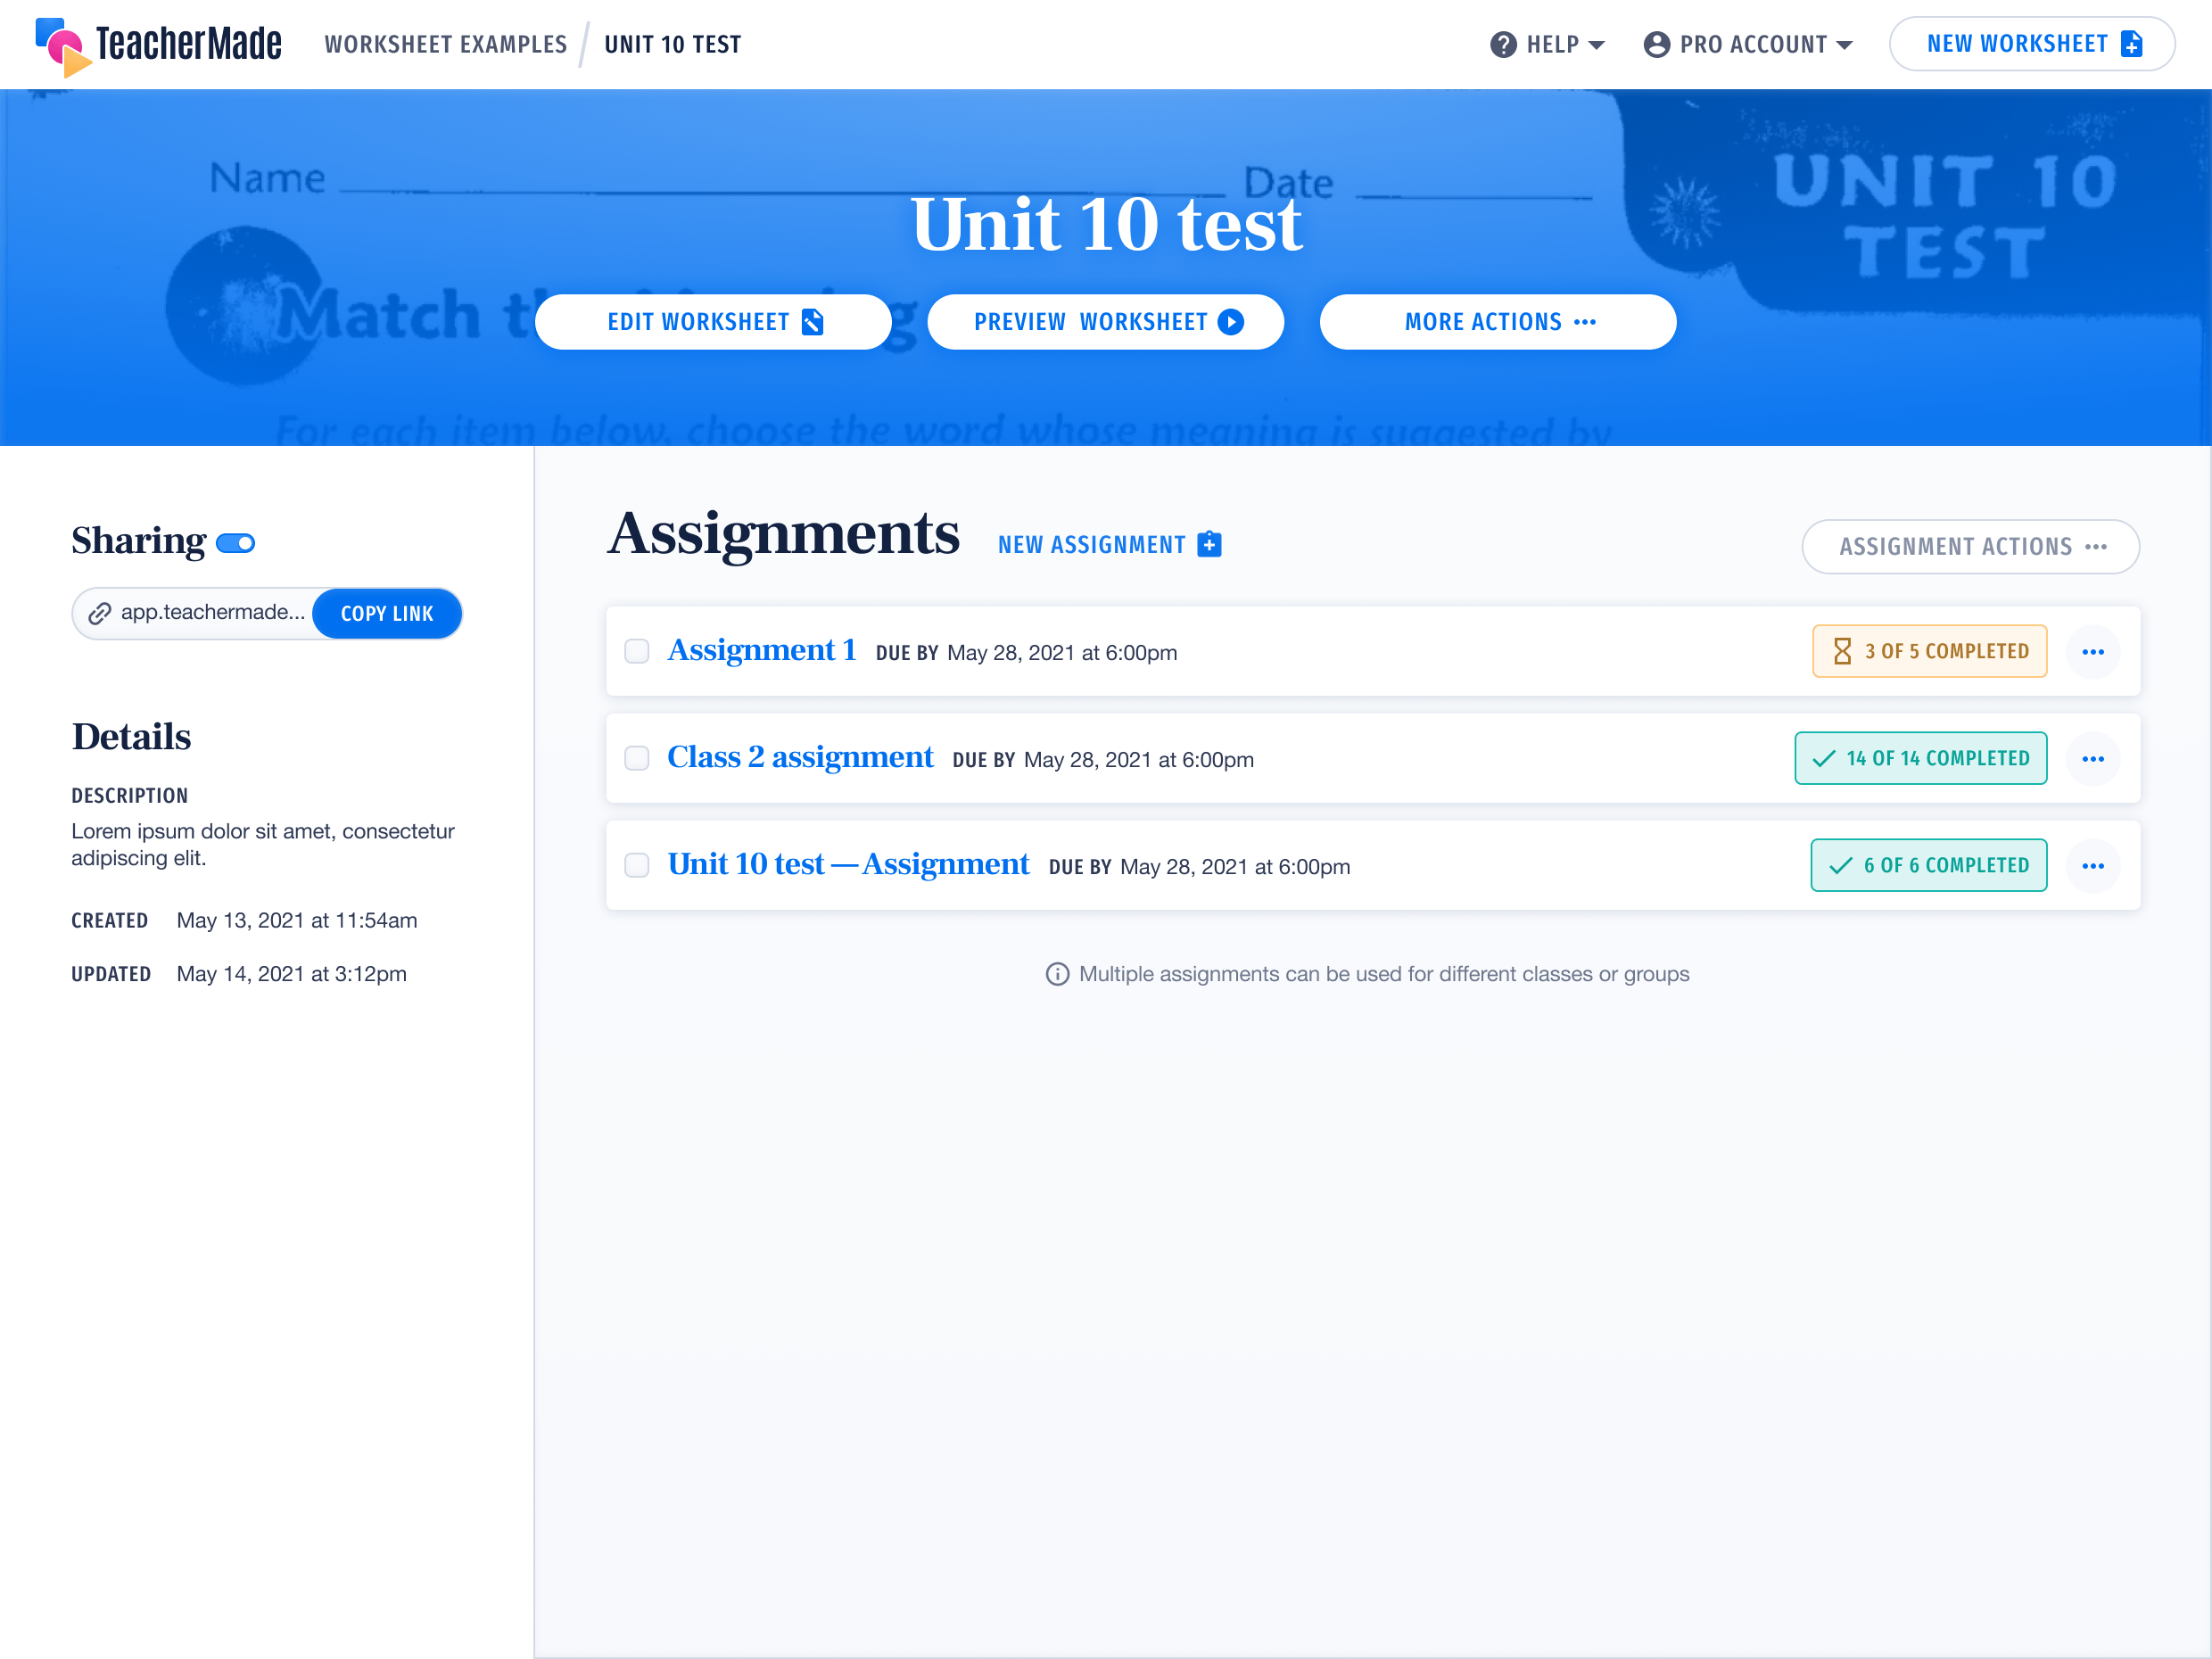 TeacherMade
WORKSHEET EXAMPLES / UNIT 10 TEST
HELP
PRO ACCOUNT
NEW WORKSHEET
Name
Date
UNIT 10
TEST
Unit 10 test
Match
EDIT WORKSHEET
PREVIEW WORKSHEET
MORE ACTIONS
For each item below, choose the word whose meaning is suggested by
Sharing
app.teachermade...
COPY LINK
Details
DESCRIPTION
Lorem ipsum dolor sit amet, consectetur
adipiscing elit.
CREATED May 13, 2021 at 11:54am
UPDATED May 14, 2021 at 3:12pm
Assignments
NEW ASSIGNMENT
ASSIGNMENT ACTIONS
Assignment 1 DUE BY May 28, 2021 at 6:00pm
3 OF 5 COMPLETED
Class 2 assignment DUE BY May 28, 2021 at 6:00pm
14 OF 14 COMPLETED
Unit 10 test — Assignment DUE BY May 28, 2021 at 6:00pm
6 OF 6 COMPLETED
Multiple assignments can be used for different classes or groups